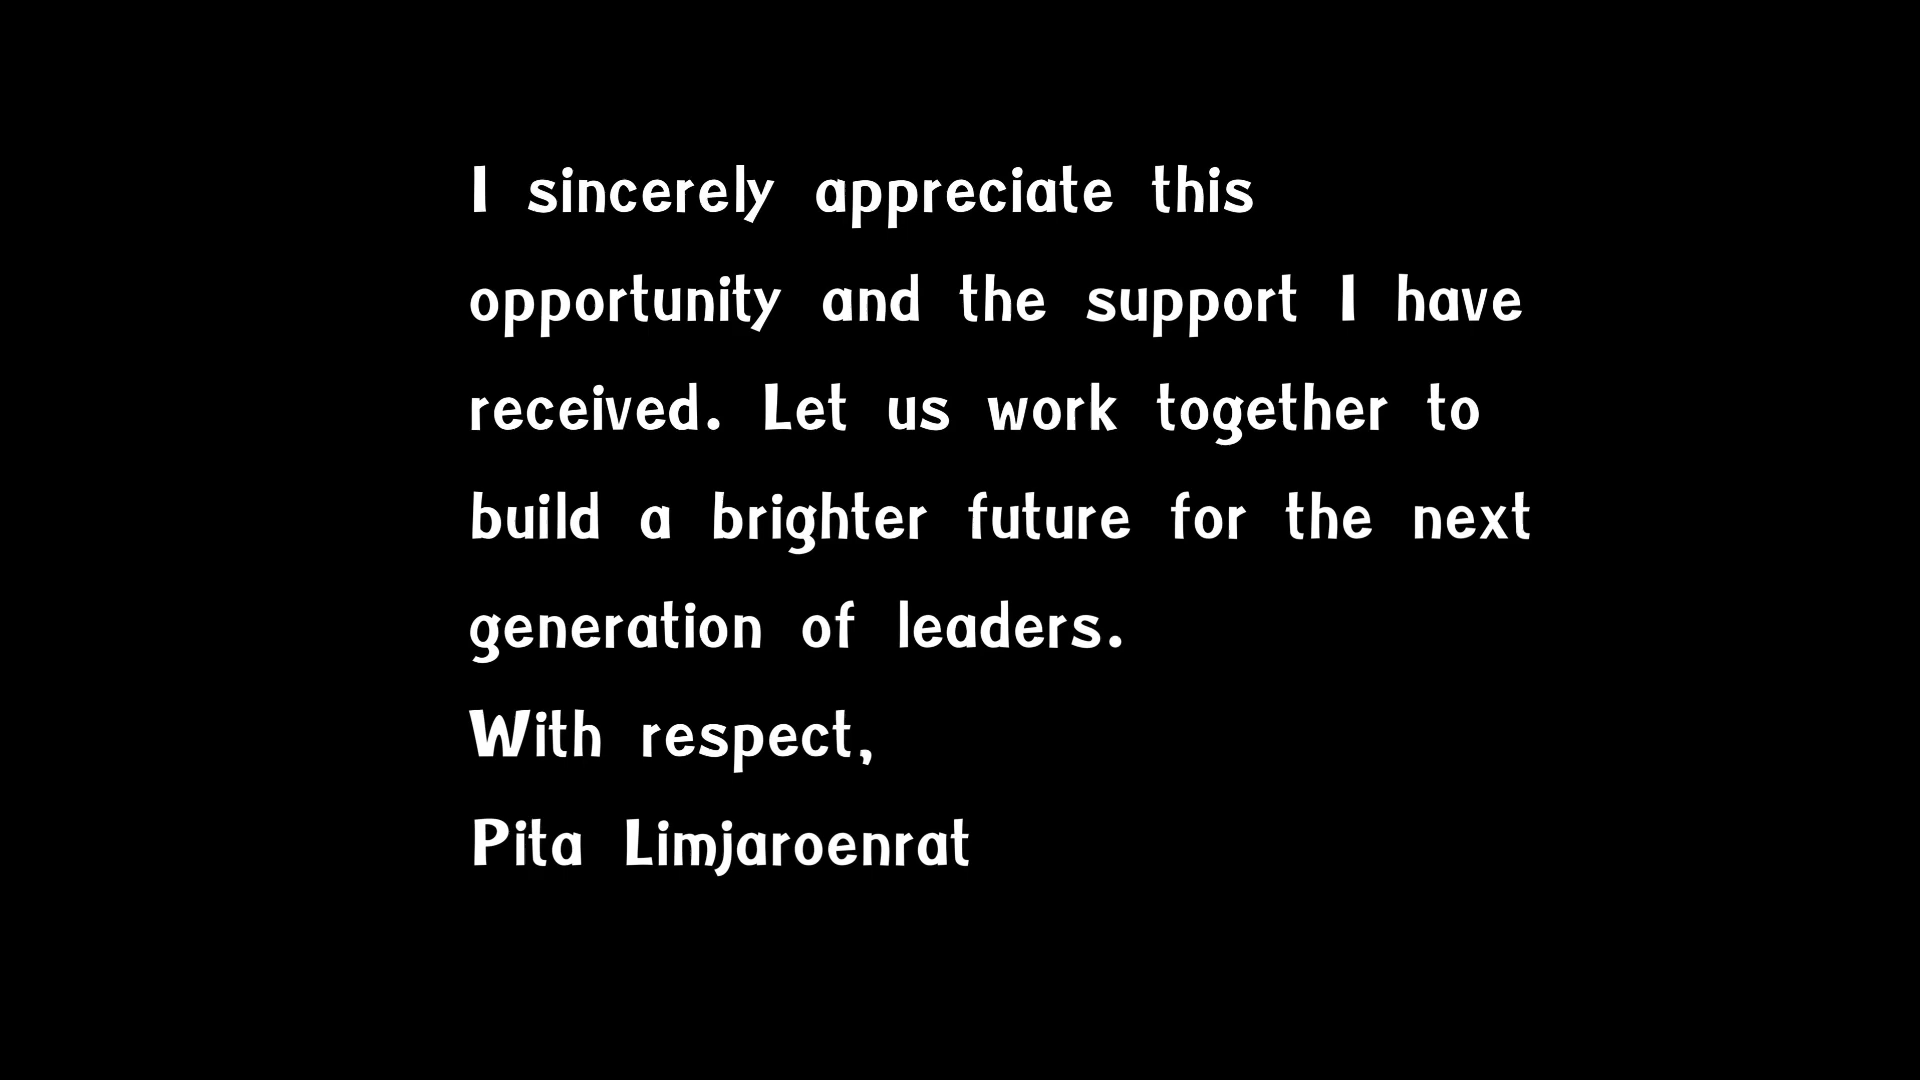 I sincerely appreciate this
opportunity and the support I have
received. Let us work together to
build a brighter future for the next
generation of leaders.
With respect,
Pita Limjaroenrat